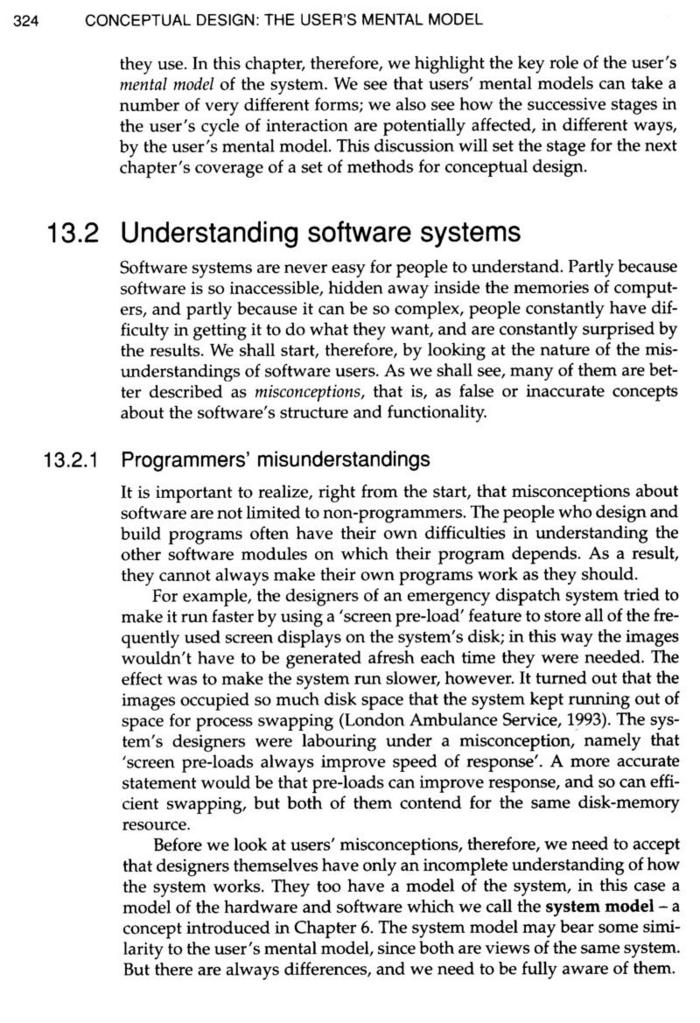 324 CONCEPTUAL DESIGN: THE USER'S MENTAL MODEL
they use. In this chapter, therefore, we highlight the key role of the user's
mental model of the system. We see that users' mental models can take a
number of very different forms; we also see how the successive stages in
the user's cycle of interaction are potentially affected, in different ways,
by the user's mental model. This discussion will set the stage for the next
chapter's coverage of a set of methods for conceptual design.
13.2 Understanding software systems
Software systems are never easy for people to understand. Partly because
software is so inaccessible, hidden away inside the memories of comput-
ers, and partly because it can be so complex, people constantly have dif-
ficulty in getting it to do what they want, and are constantly surprised by
the results. We shall start, therefore, by looking at the nature of the mis-
understandings of software users. As we shall see, many of them are bet-
ter described as misconceptions, that is, as false or inaccurate concepts
about the software's structure and functionality.
13.2.1 Programmers' misunderstandings
It is important to realize, right from the start, that misconceptions about
software are not limited to non-programmers. The people who design and
build programs often have their own difficulties in understanding the
other software modules on which their program depends. As a result,
they cannot always make their own programs work as they should.
For example, the designers of an emergency dispatch system tried to
make it run faster by using a 'screen pre-load' feature to store all of the fre-
quently used screen displays on the system's disk; in this way the images
wouldn't have to be generated afresh each time they were needed. The
effect was to make the system run slower, however. It turned out that the
images occupied so much disk space that the system kept running out of
space for process swapping (London Ambulance Service, 1993). The sys-
tem's designers were labouring under a misconception, namely that
'screen pre-loads always improve speed of response'. A more accurate
statement would be that pre-loads can improve response, and so can effi-
cient swapping, but both of them contend for the same disk-memory
resource.
Before we look at users' misconceptions, therefore, we need to accept
that designers themselves have only an incomplete understanding of how
the system works. They too have a model of the system, in this case a
model of the hardware and software which we call the system model – a
concept introduced in Chapter 6. The system model may bear some simi-
larity to the user's mental model, since both are views of the same system.
But there are always differences, and we need to be fully aware of them.